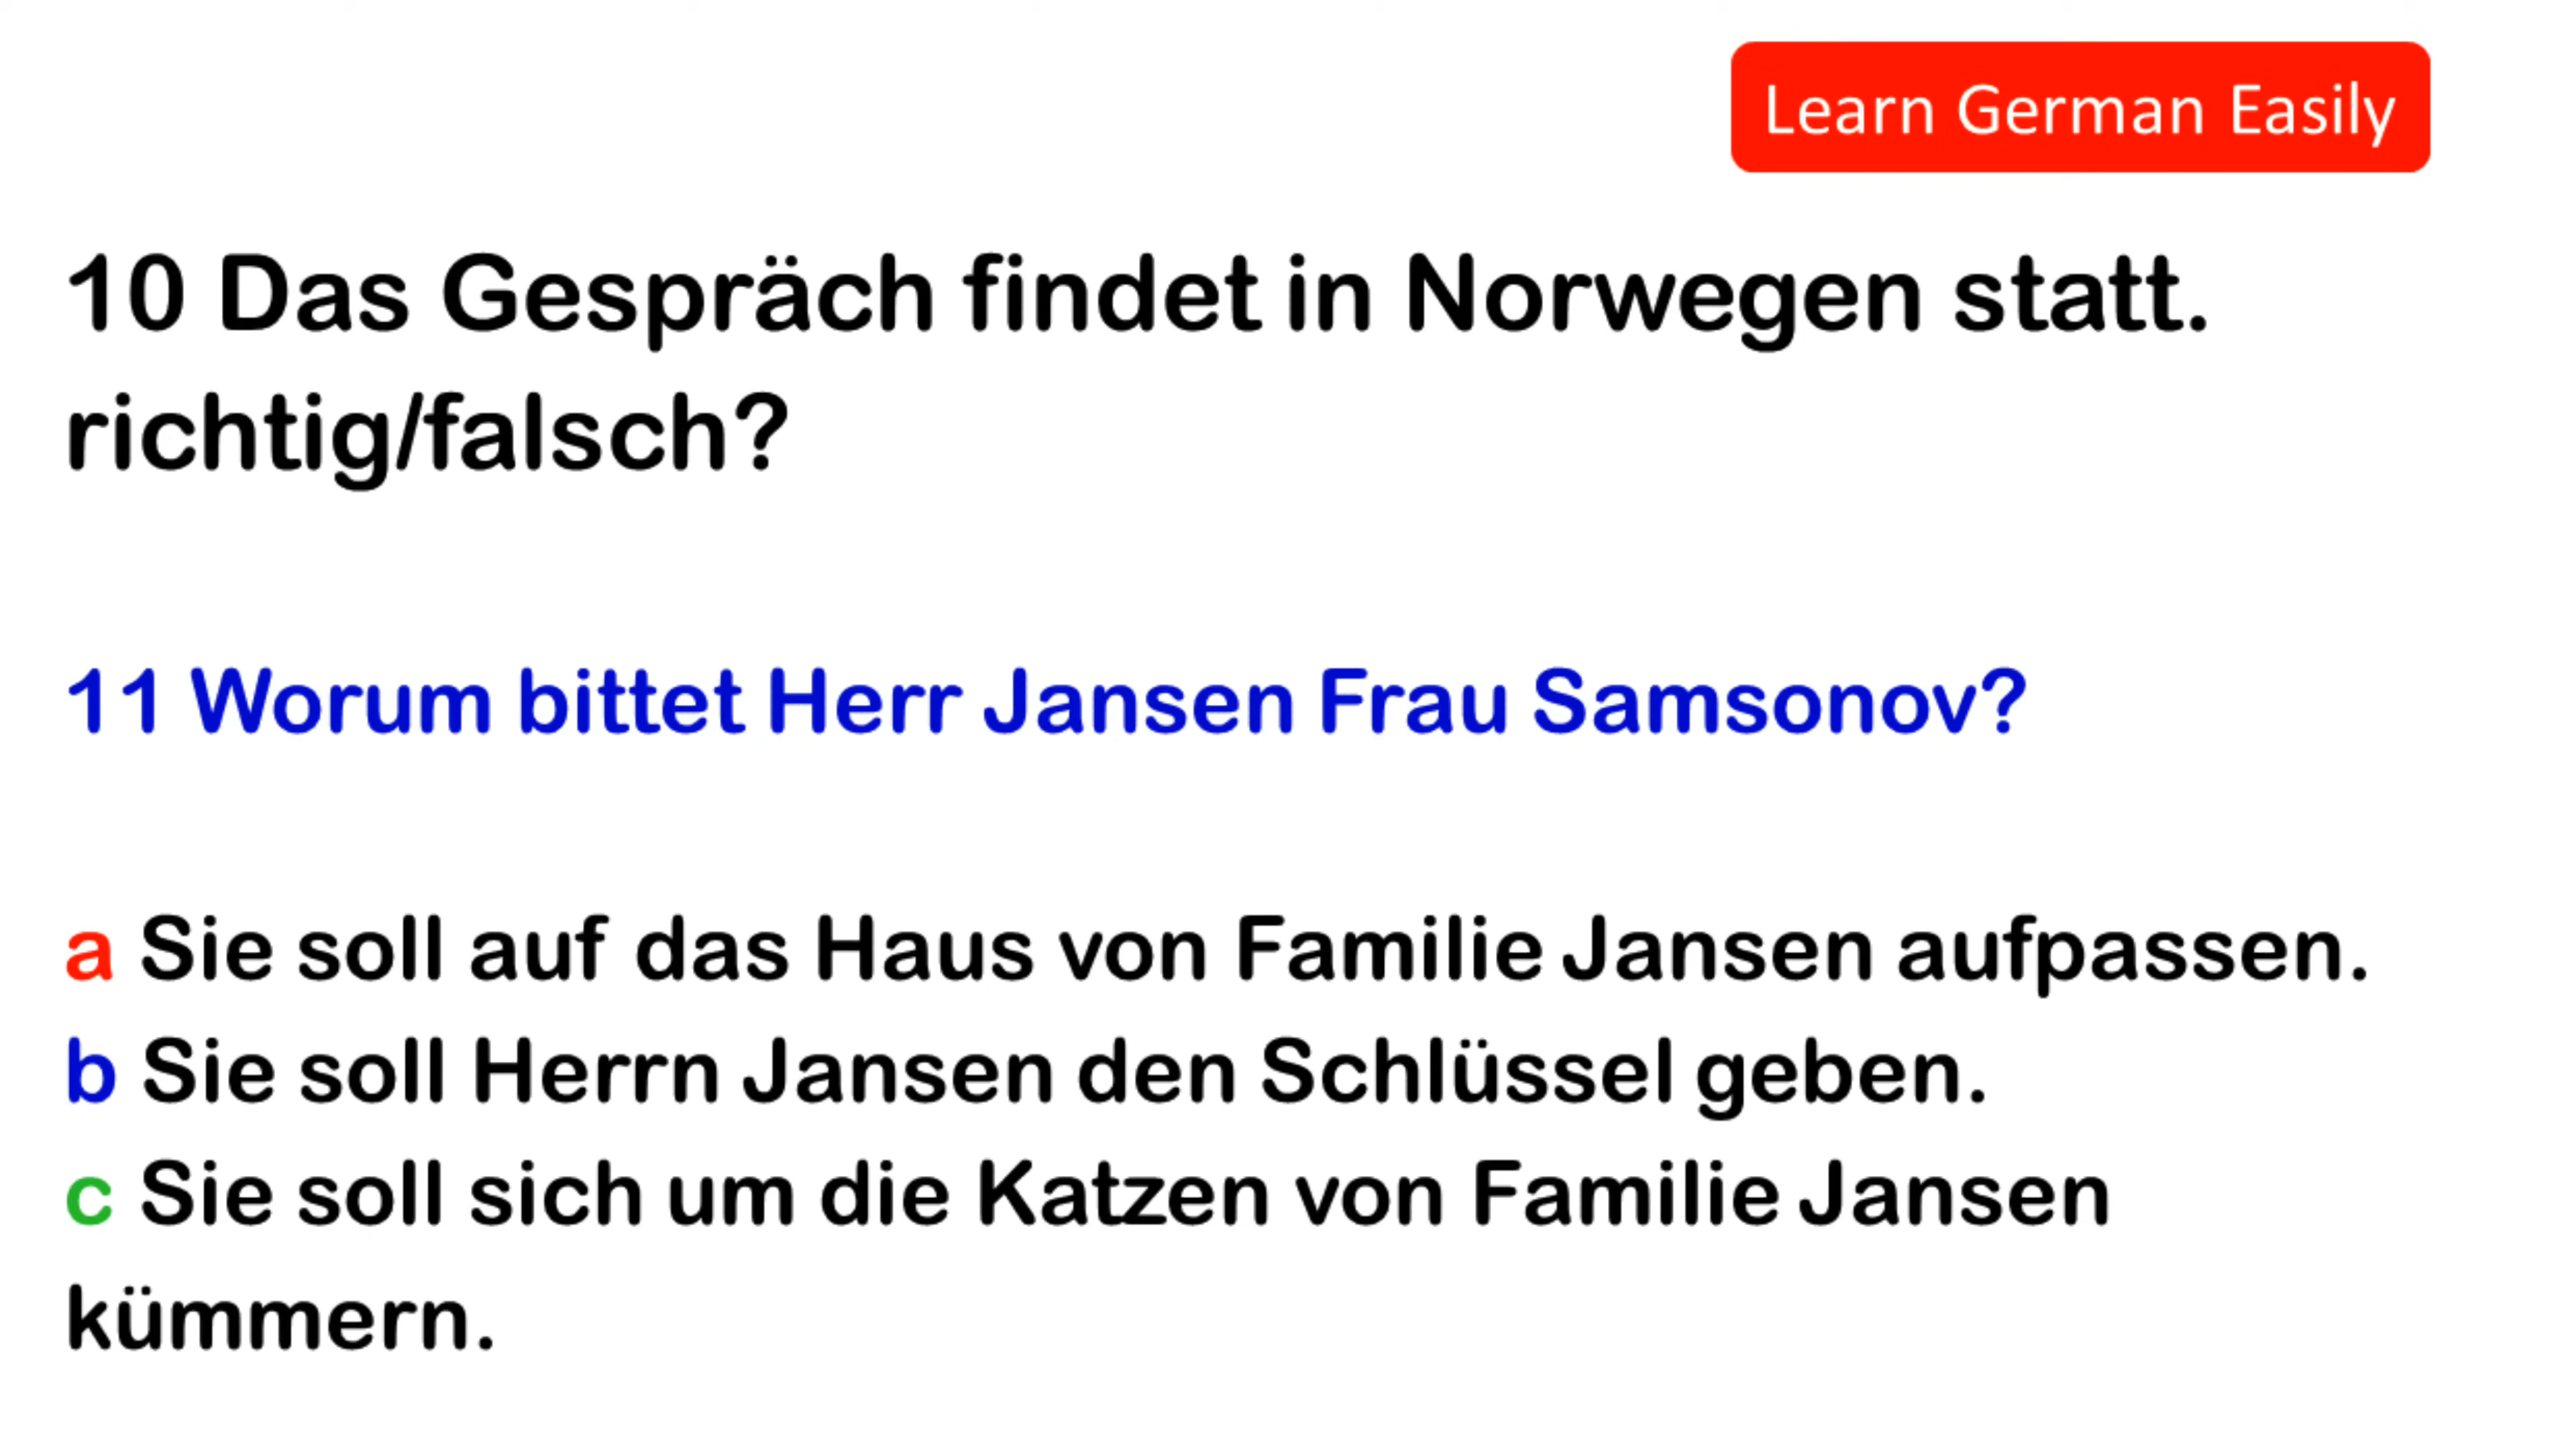 Learn German Easily
10 Das Gespräch findet in Norwegen statt.
richtig/falsch?
11 Worum bittet Herr Jansen Frau Samsonov?
a Sie soll auf das Haus von Familie Jansen aufpassen.
b Sie soll Herrn Jansen den Schlüssel geben.
c Sie soll sich um die Katzen von Familie Jansen
kümmern.